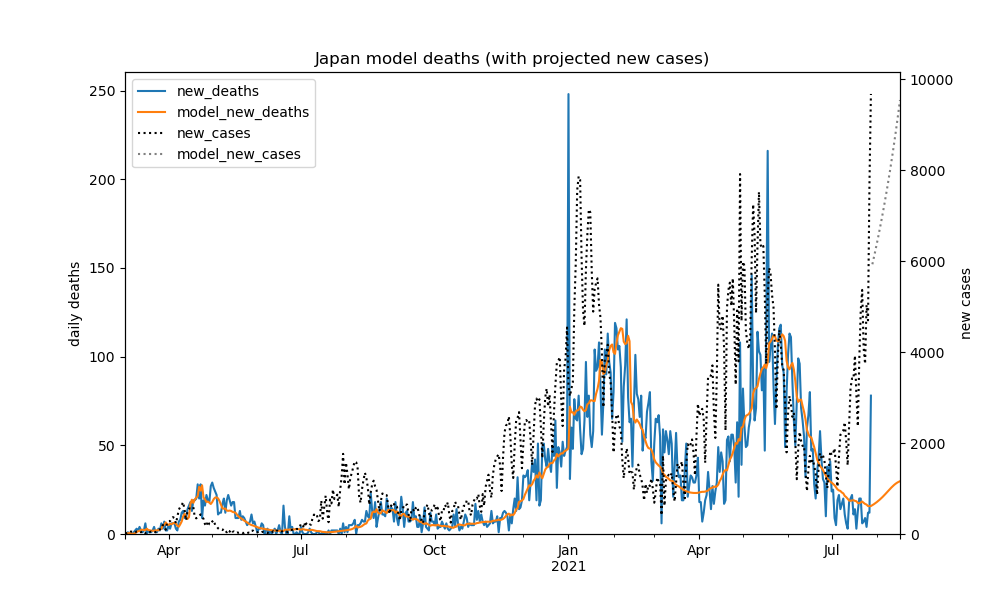 Japan model deaths (with projected new cases)
new_deaths
model_new_deaths
new_cases
model_new_cases
daily deaths
250
200
150
100
50
0
10000
8000
6000
4000
2000
0
new cases
Apr
Jul
Oct
Jan
2021
Apr
Jul